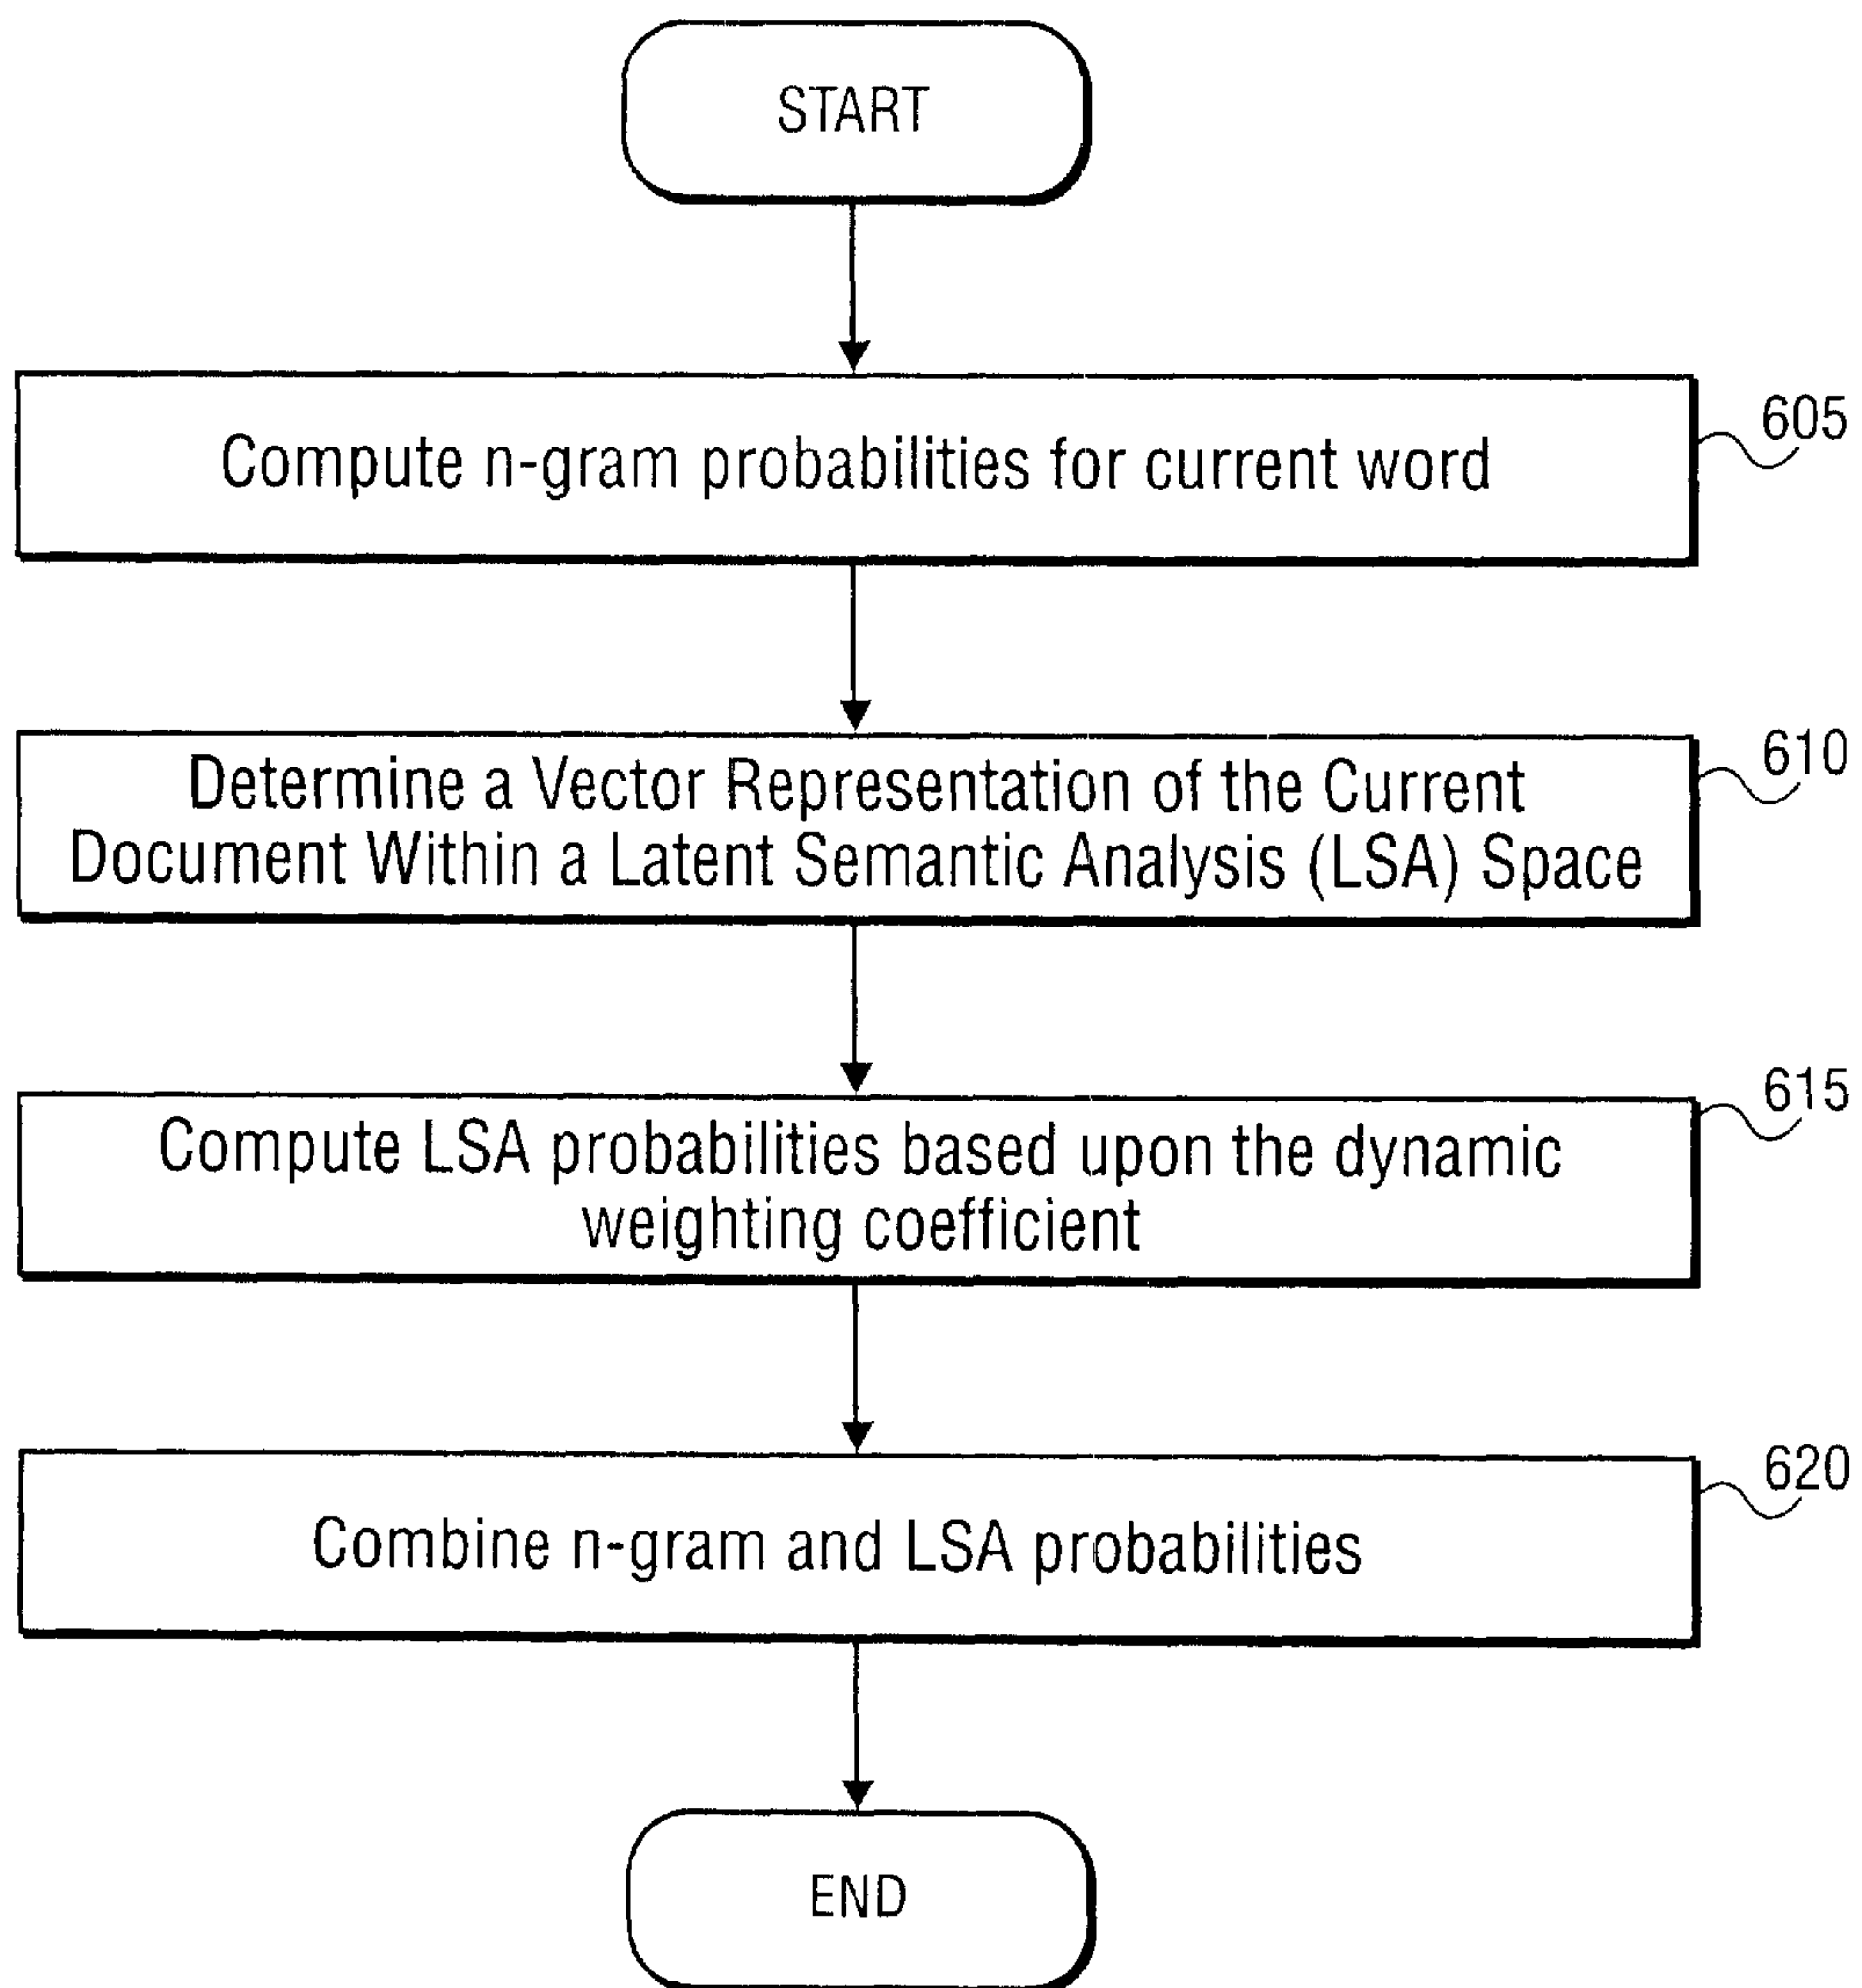 START
Compute n-gram probabilities for current word
605
Determine a Vector Representation of the Current
Document Within a Latent Semantic Analysis (LSA) Space
610
Compute LSA probabilities based upon the dynamic
weighting coefficient
615
Combine n-gram and LSA probabilities
620
END